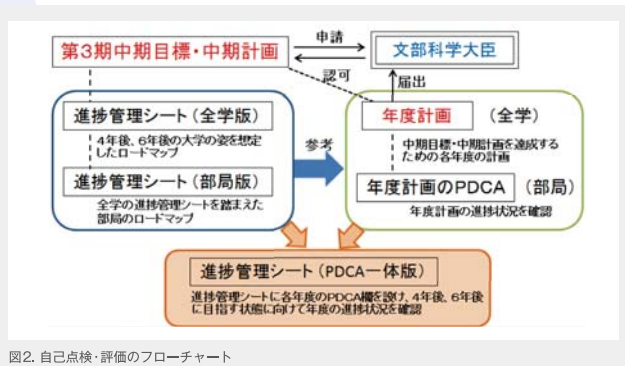 第3期中期目標・中期計画
申請
認可
文部科学大臣
届出
進捗管理シート(全学版)
4年後、6年後の大学の姿を想定
したロードマップ
進捗管理シート(部局版)
全学の進捗管理シートを踏まえた
部局のロードマップ
参考
年度計画 (全学)
中期目標・中期計画を達成する
ための各年度の計画
年度計画のPDCA (部局)
年度計画の進捗状況を確認
進捗管理シート(PDCA一体版)
進捗管理シートに各年度のPDCA欄を設け、4年後、6年後
に目指す状態に向けて年度の進捗状況を確認
図2. 自己点検・評価のフローチャート